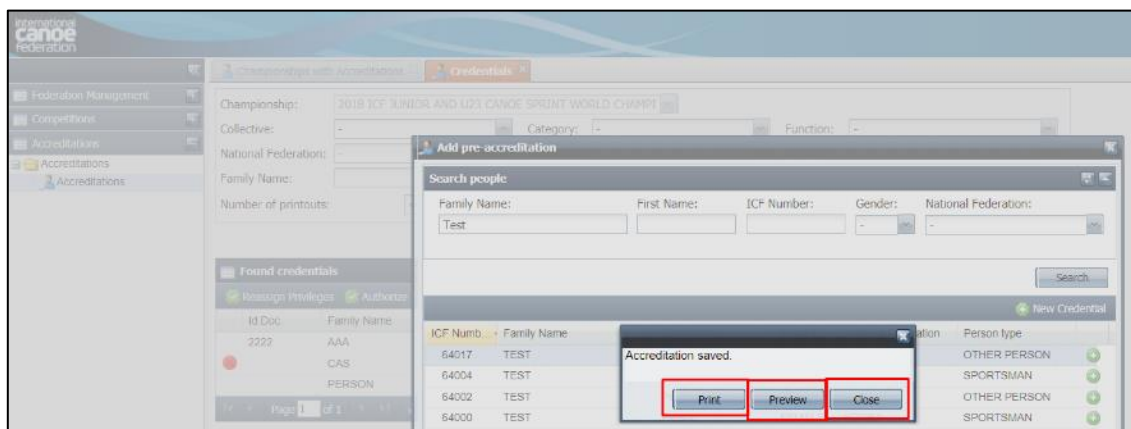 international
canoe
federation
Championships with Accreditations
Credentials
Federation Management
Competitions
Accreditations
Accreditations
Accreditations
Championship:
2018 ICF JUNIOR AND U23 CANOE SPRINT WORLD CHAMPI
Collective:
-
Category:
-
Function:
-
National Federation:
-
Family Name:
Number of printouts:
Add pre-accreditation
Search people
Family Name:
First Name:
ICF Number:
Gender:
National Federation:
Test
-
-
Search
New Credential
Found credentials
Reassign Privileges
Authorize
Id Doc
Family Name
2222
AAA
CAS
PERSON
Page 1 of 1
ICF Numb...
Family Name
ation
Person type
64017
TEST
OTHER PERSON
64004
TEST
SPORTSMAN
64002
TEST
OTHER PERSON
64000
TEST
SPORTSMAN
Accreditation saved.
Print
Preview
Close